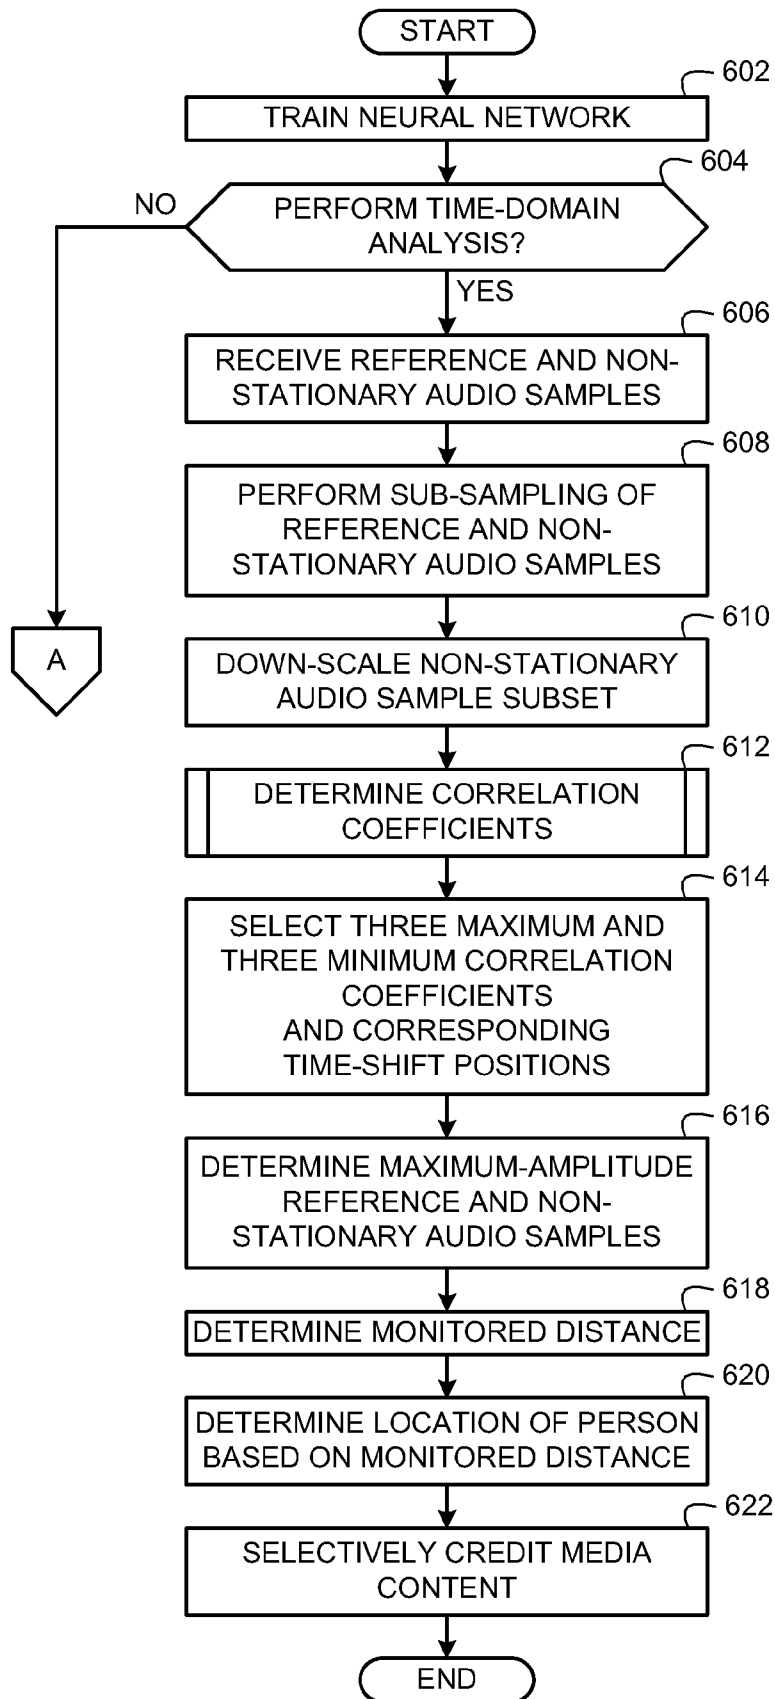 START
602
TRAIN NEURAL NETWORK
604
NO
PERFORM TIME-DOMAIN
ANALYSIS?
YES
606
RECEIVE REFERENCE AND NON-
STATIONARY AUDIO SAMPLES
608
PERFORM SUB-SAMPLING OF
REFERENCE AND NON-
STATIONARY AUDIO SAMPLES
610
A
DOWN-SCALE NON-STATIONARY
AUDIO SAMPLE SUBSET
612
DETERMINE CORRELATION
COEFFICIENTS
614
SELECT THREE MAXIMUM AND
THREE MINIMUM CORRELATION
COEFFICIENTS
AND CORRESPONDING
TIME-SHIFT POSITIONS
616
DETERMINE MAXIMUM-AMPLITUDE
REFERENCE AND NON-
STATIONARY AUDIO SAMPLES
618
DETERMINE MONITORED DISTANCE
620
DETERMINE LOCATION OF PERSON
BASED ON MONITORED DISTANCE
622
SELECTIVELY CREDIT MEDIA
CONTENT
END